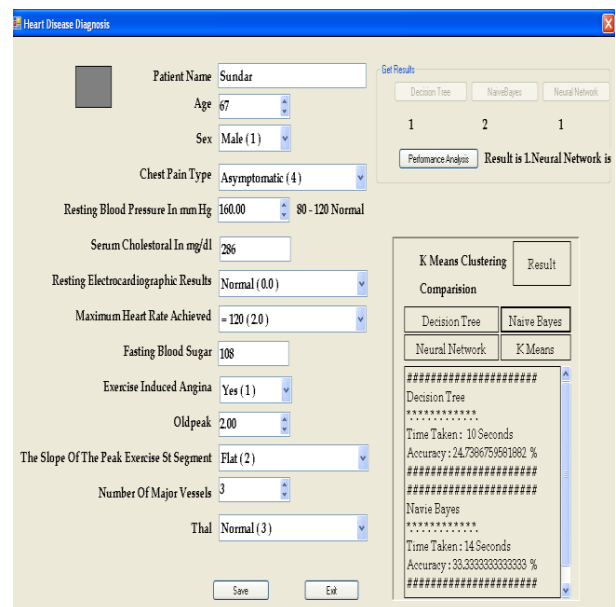 Heart Disease Diagnosis
Patient Name Sundar
Age 67
Sex Male ( 1 )
Chest Pain Type Asymptomatic ( 4 )
Resting Blood Pressure In mm Hg 160.00 80 - 120 Normal
Serum Cholestoral In mg/dl 286
Resting Electrocardiographic Results Normal ( 0.0 )
Maximum Heart Rate Achieved = 120 ( 2.0 )
Fasting Blood Sugar 108
Exercise Induced Angina Yes ( 1 )
Oldpeak 2.00
The Slope Of The Peak Exercise St Segment Flat ( 2 )
Number Of Major Vessels 3
Thal Normal ( 3 )
Save Exit
Get Results
Decision Tree NaiveBayes Neural Network
1 2 1
Performance Analysis Result is 1.Neural Network is
K Means Clustering
Comparision
Result
Decision Tree Naive Bayes
Neural Network K Means
######################
Decision Tree
*.*.*.*.*.*.*.*.*.*.*.*.
Time Taken : 10 Seconds
Accuracy : 24.7386759581882 %
######################
######################
Navie Bayes
*.*.*.*.*.*.*.*.*.*.*.*.
Time Taken : 14 Seconds
Accuracy : 33.3333333333333 %
######################